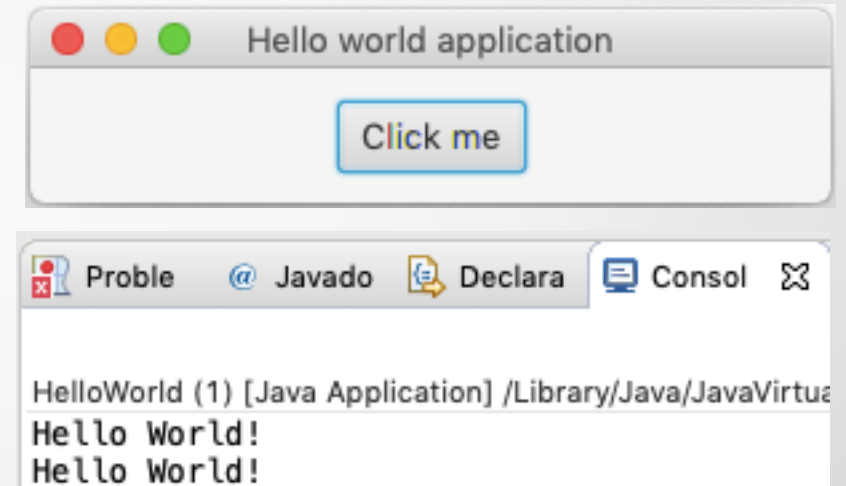 Hello world application
Click me
Proble @ Javado Declara Consol
HelloWorld (1) [Java Application] /Library/Java/JavaVirtua
Hello World!
Hello World!